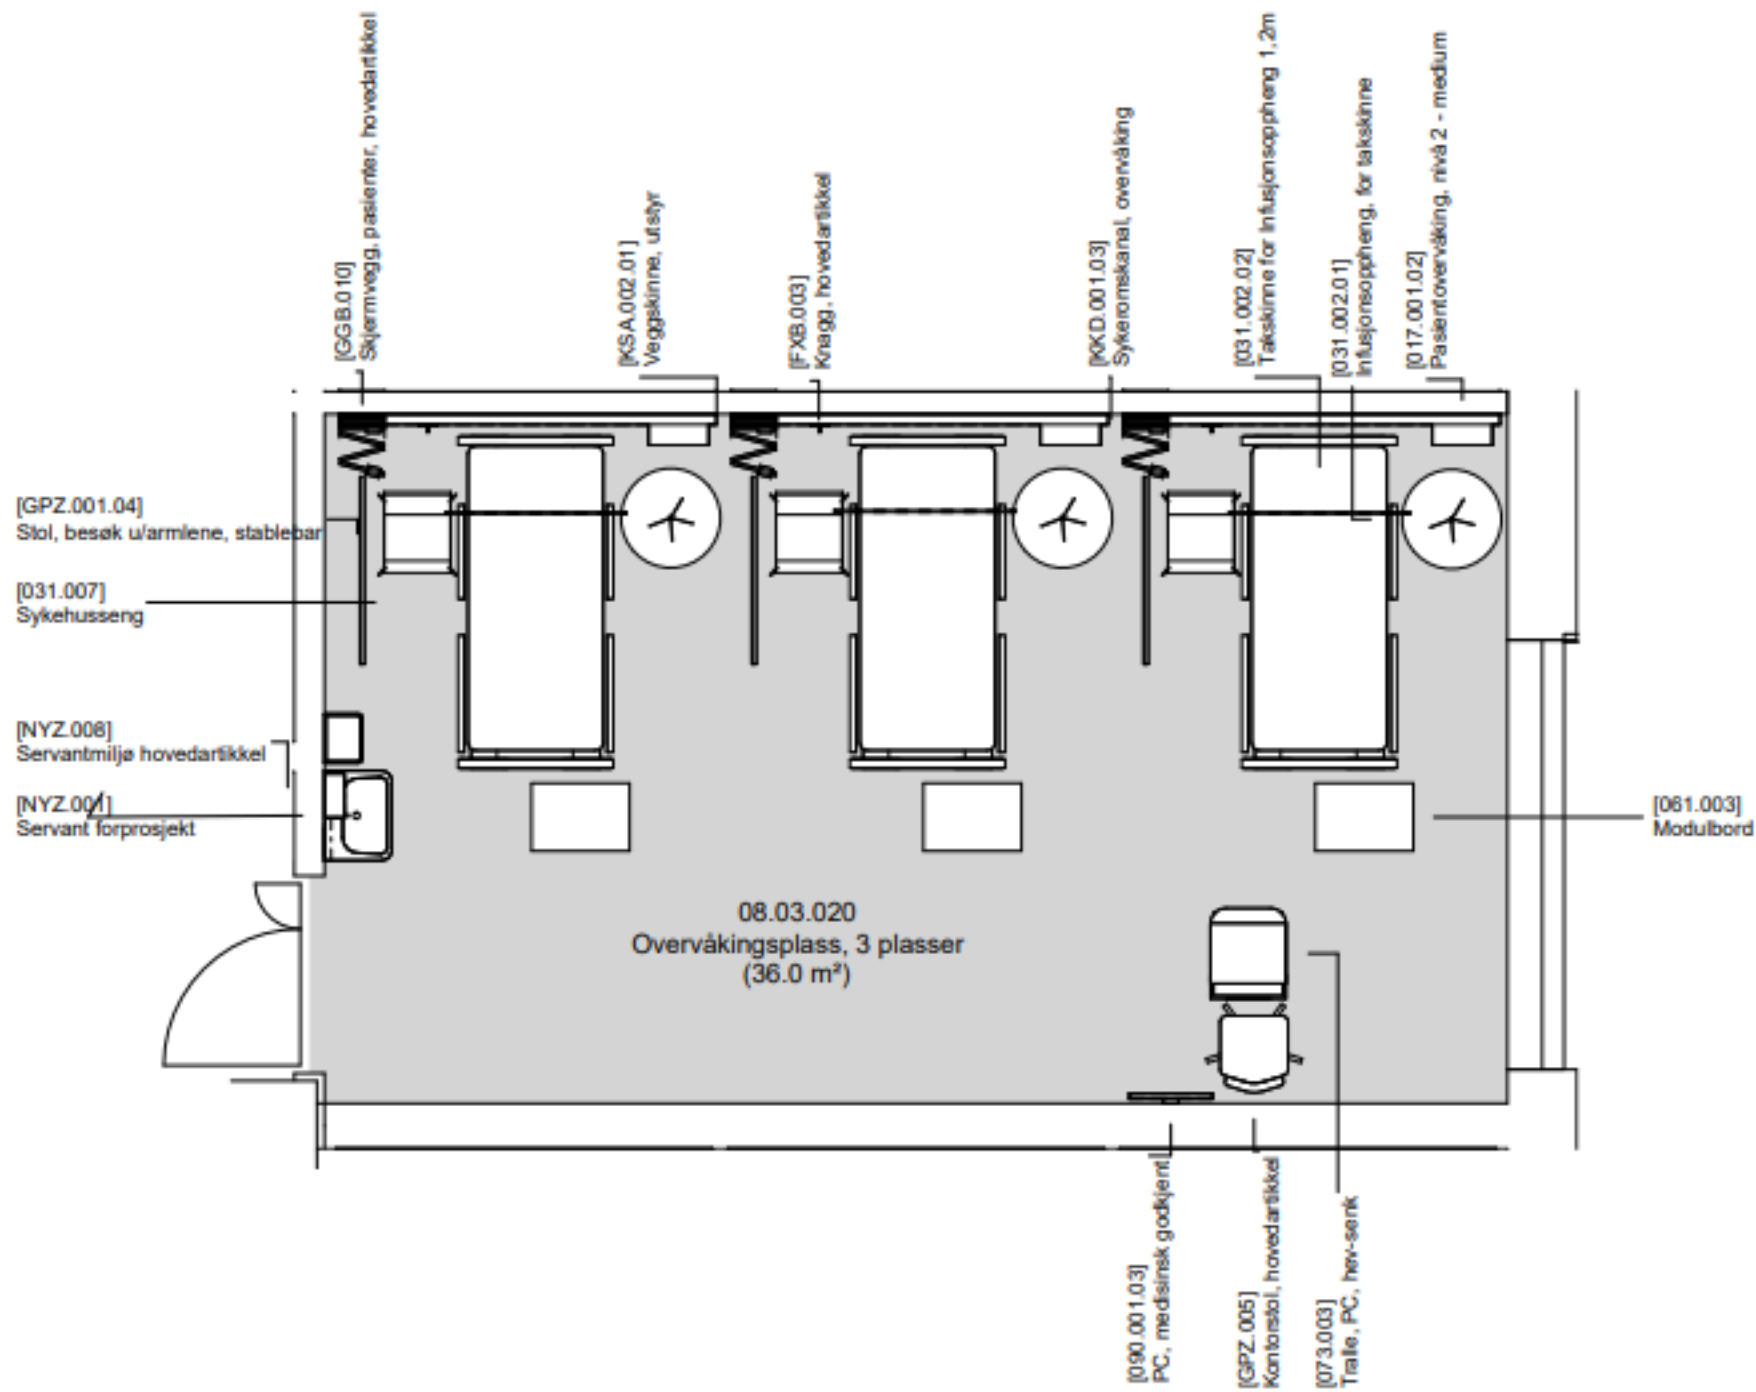 [GGB.010]
Skjermvegg, pasienter, hovedartikkel
[KSA.002.01]
Veggskinne, utstyr
[FXB.003]
Knagg, hovedartikkel
[KKD.001.03]
Sykeromskanal, overvåking
[031.002.02]
Takskinne for Infusjonsoppheng 1,2m
[031.002.01]
Infusjonsoppheng, for takskinne
[017.001.02]
Pasientovervåking, nivå 2 - medium
[GPZ.001.04]
Stol, besøk u/armlene, stablebar
[031.007]
Sykehusseng
[NYZ.008]
Servantmiljø hovedartikkel
[NYZ.001]
Servant forprosjekt
[061.003]
Modulbord
08.03.020
Overvåkingsplass, 3 plasser
(36.0 m²)
[090.001.03]
PC, medisinsk godkjent
[GPZ.005]
Kontorstol, hovedartikkel
[073.003]
Tralle, PC, hev-senk